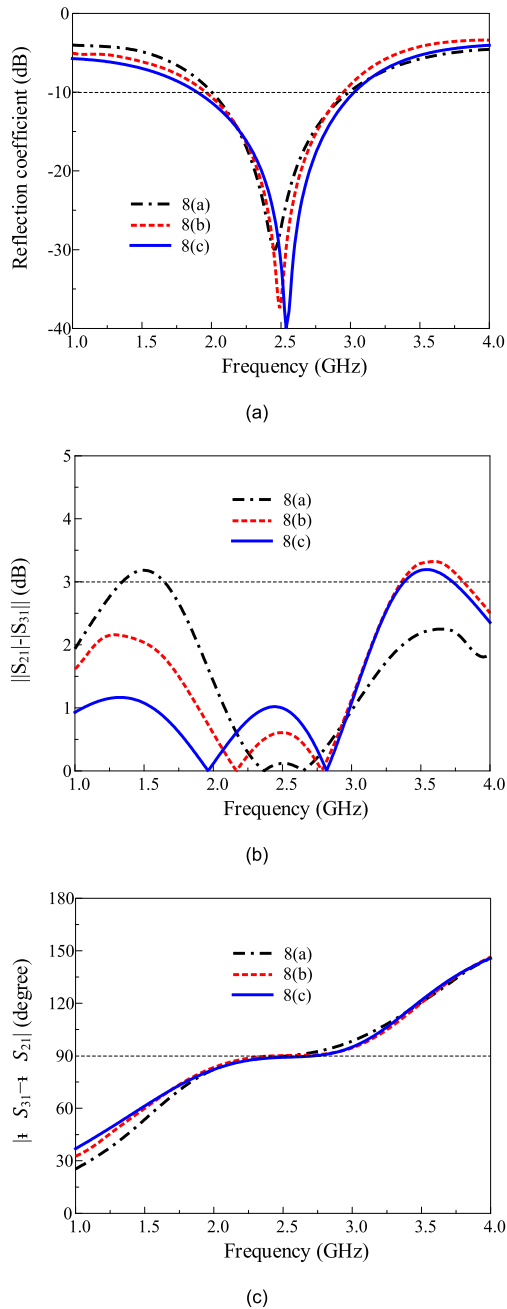 0
-10
-20
-30
-40
Reflection coefficient (dB)
8(a)
8(b)
8(c)
1.0 1.5 2.0 2.5 3.0 3.5 4.0
Frequency (GHz)
(a)
5
4
3
2
1
0
||S21|-|S31|| (dB)
8(a)
8(b)
8(c)
1.0 1.5 2.0 2.5 3.0 3.5 4.0
Frequency (GHz)
(b)
180
150
120
90
60
30
0
S31 S21| (degree)
8(a)
8(b)
8(c)
1.0 1.5 2.0 2.5 3.0 3.5 4.0
Frequency (GHz)
(c)